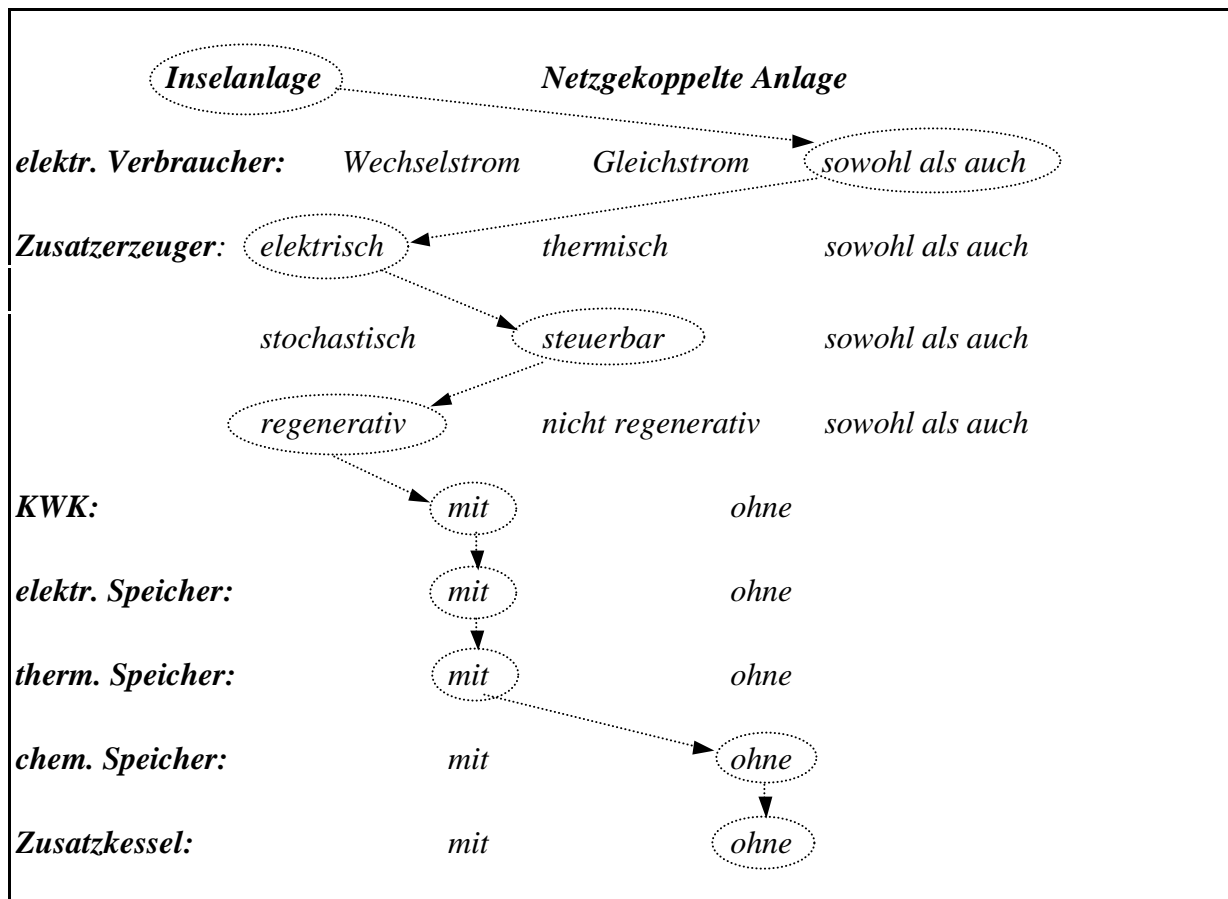 Inselanlage Netzgekoppelte Anlage
elektr. Verbraucher: Wechselstrom Gleichstrom sowohl als auch
Zusatzerzeuger: elektrisch thermisch sowohl als auch
stochastisch steuerbar sowohl als auch
regenerativ nicht regenerativ sowohl als auch
KWK: mit ohne
elektr. Speicher: mit ohne
therm. Speicher: mit ohne
chem. Speicher: mit ohne
Zusatzkessel: mit ohne